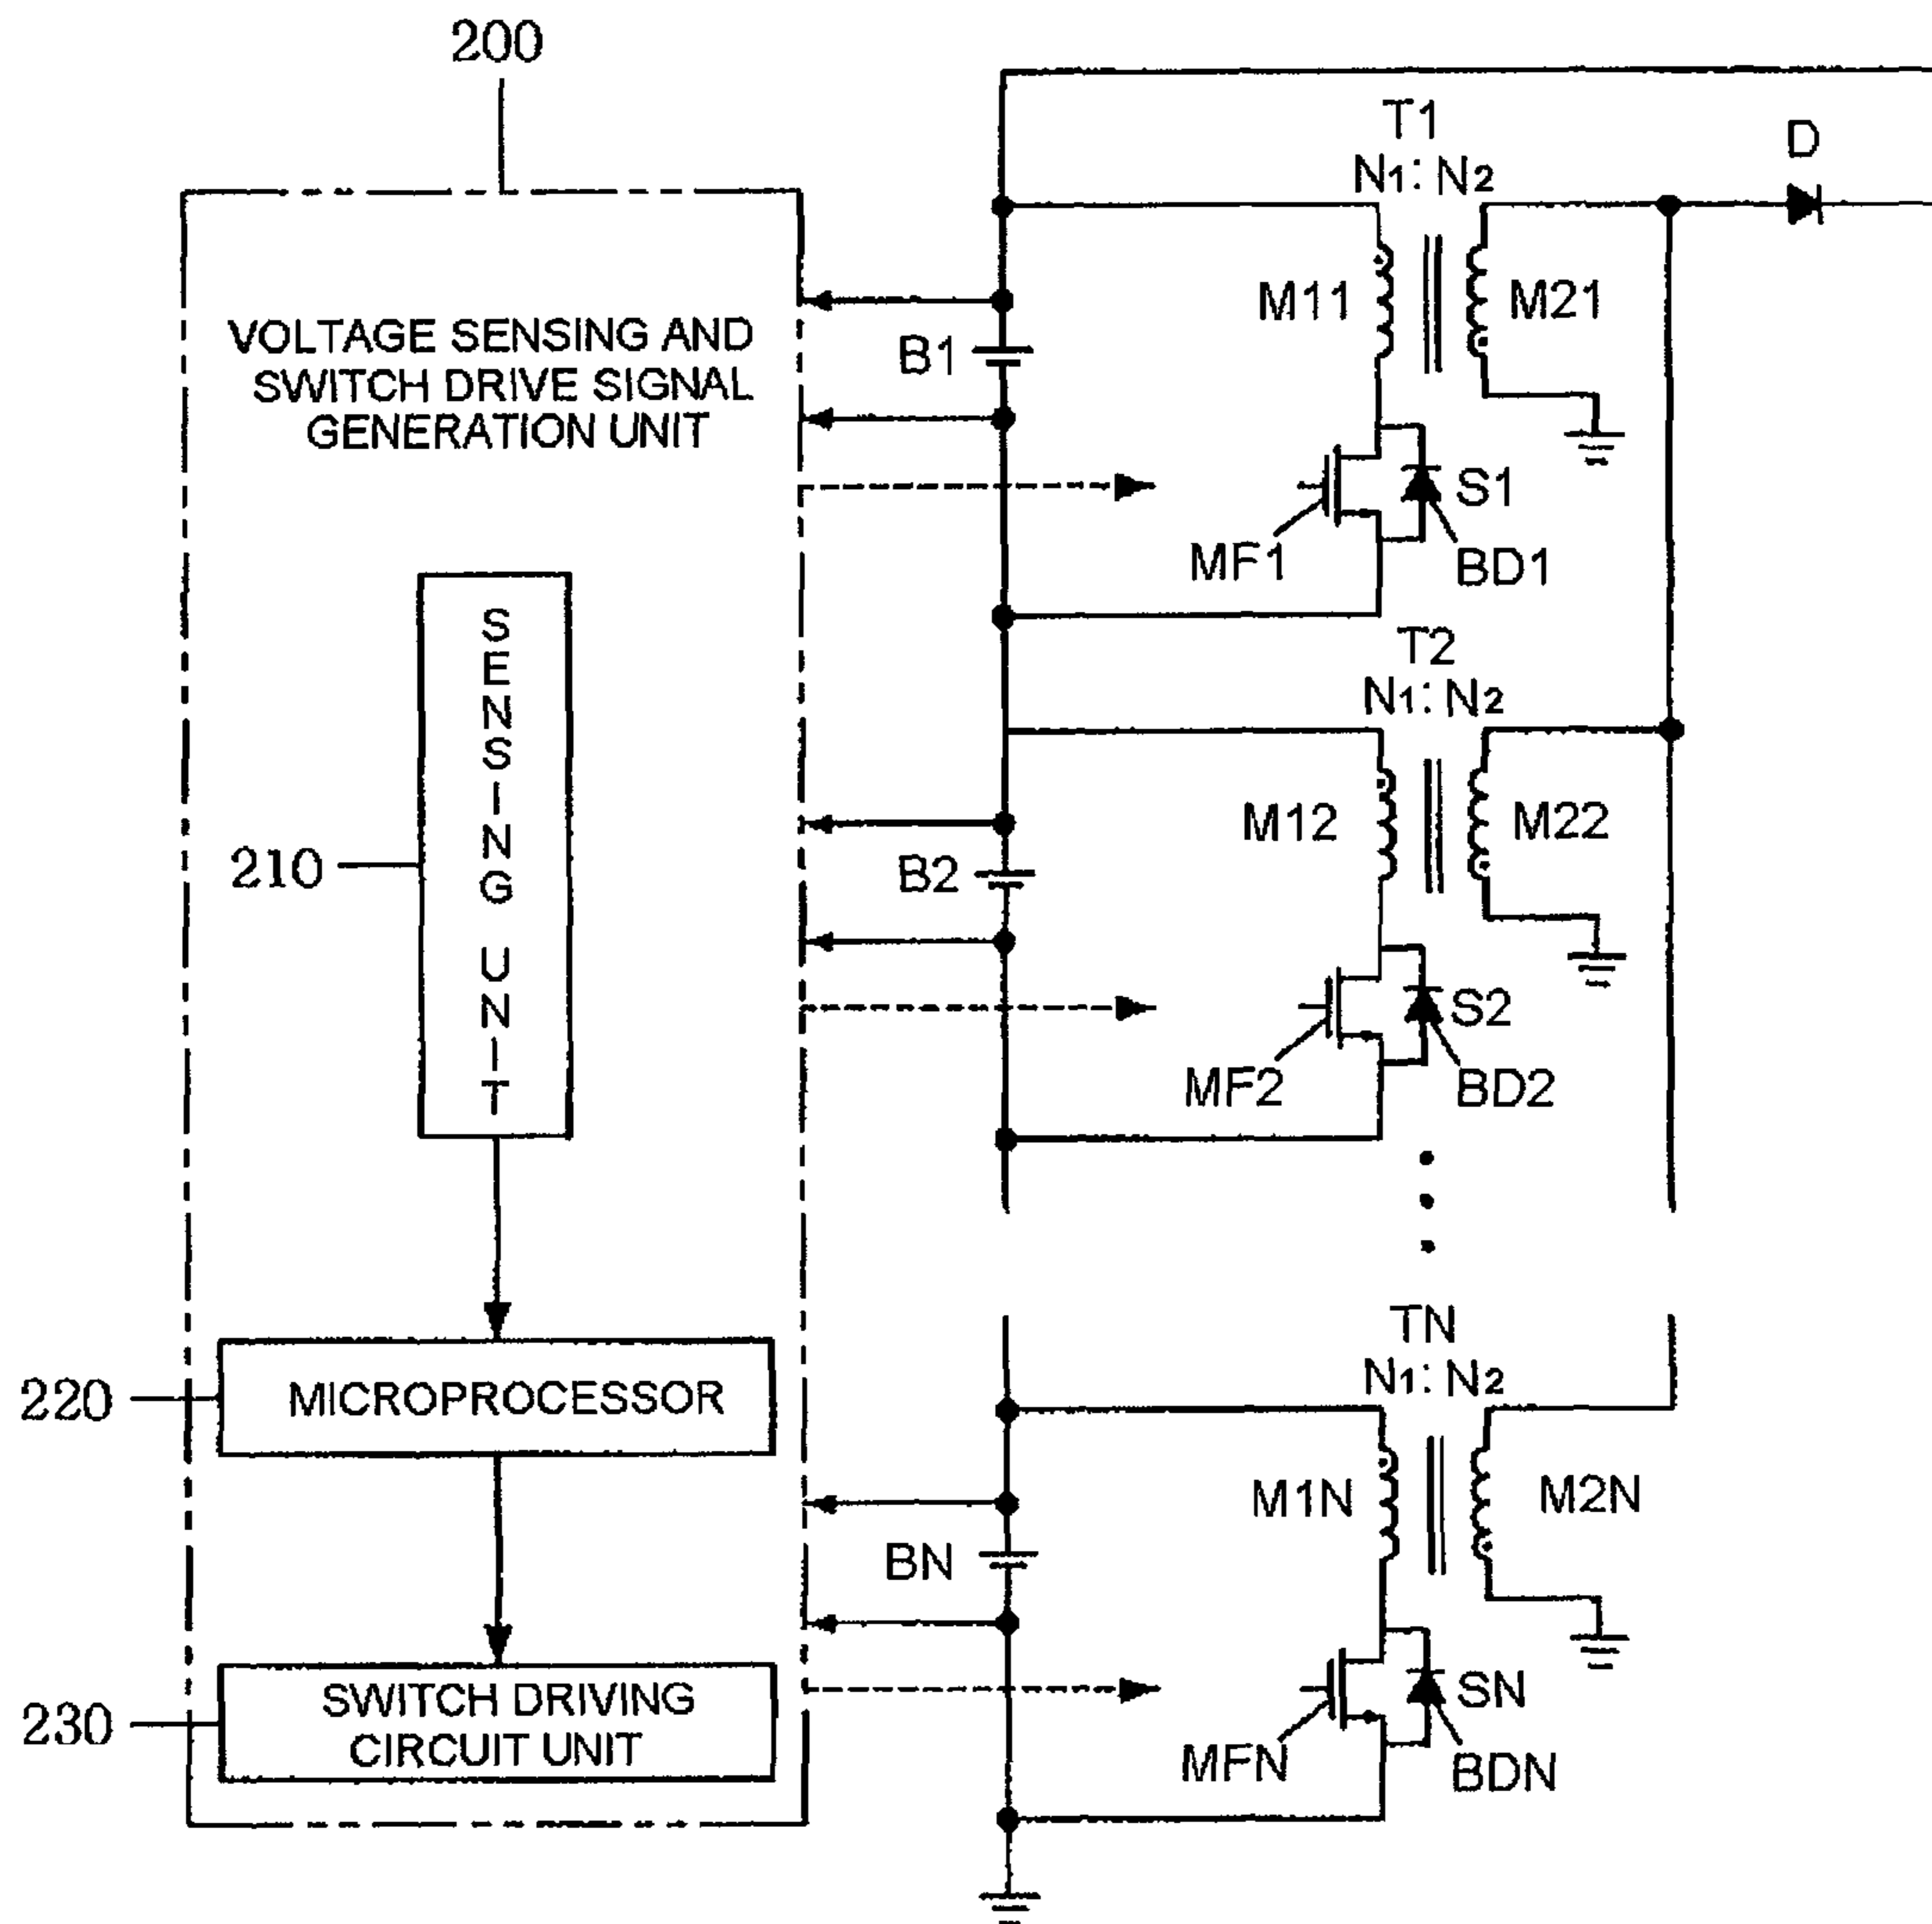 200
VOLTAGE SENSING AND
SWITCH DRIVE SIGNAL
GENERATION UNIT
SENSING UNIT
210
MICROPROCESSOR
220
SWITCH DRIVING
CIRCUIT UNIT
230
T1
N1:N2
D
M11
M21
B1
S1
MF1
BD1
T2
N1:N2
M12
M22
B2
S2
MF2
BD2
TN
N1:N2
M1N
M2N
BN
SN
MFN
BDN